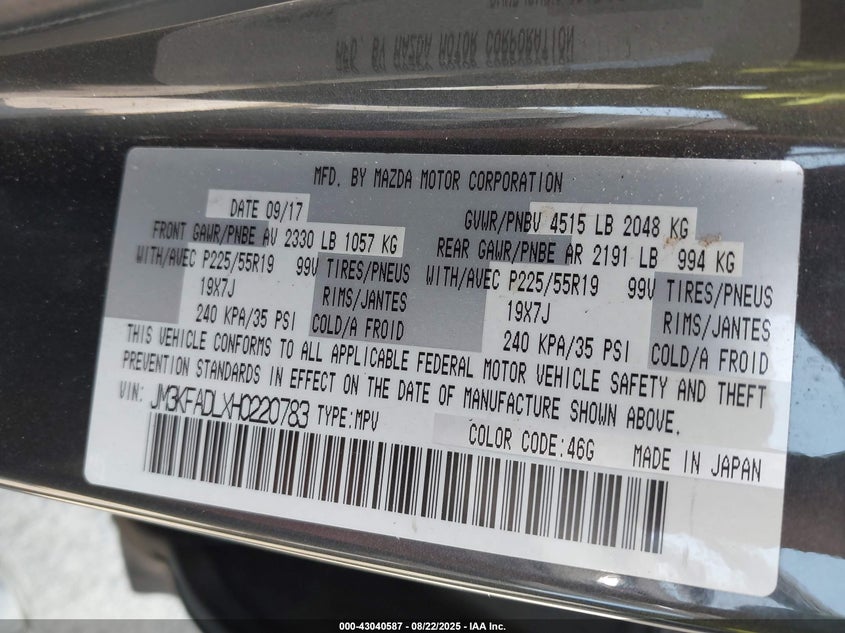 MFD. BY MAZDA MOTOR CORPORATION
DATE 09/17 GVWR/PNBV 4515 LB 2048 KG
FRONT GAWR/PNBE AV 2330 LB 1057 KG REAR GAWR/PNBE AR 2191 LB 994 KG
WITH/AVEC P225/55R19 99V TIRES/PNEUS WITH/AVEC P225/55R19 99V TIRES/PNEUS
19X7J RIMS/JANTES 19X7J RIMS/JANTES
240 KPA/35 PSI COLD/A FROID 240 KPA/35 PSI COLD/A FROID
THIS VEHICLE CONFORMS TO ALL APPLICABLE FEDERAL MOTOR VEHICLE SAFETY AND THEFT
PREVENTION STANDARDS IN EFFECT ON THE DATE OF MANUFACTURE SHOWN ABOVE.
VIN: JM3KFADLXH0220783 TYPE:MPV
COLOR CODE:46G MADE IN JAPAN
000-43040587 - 08/22/2025 - IAA Inc.